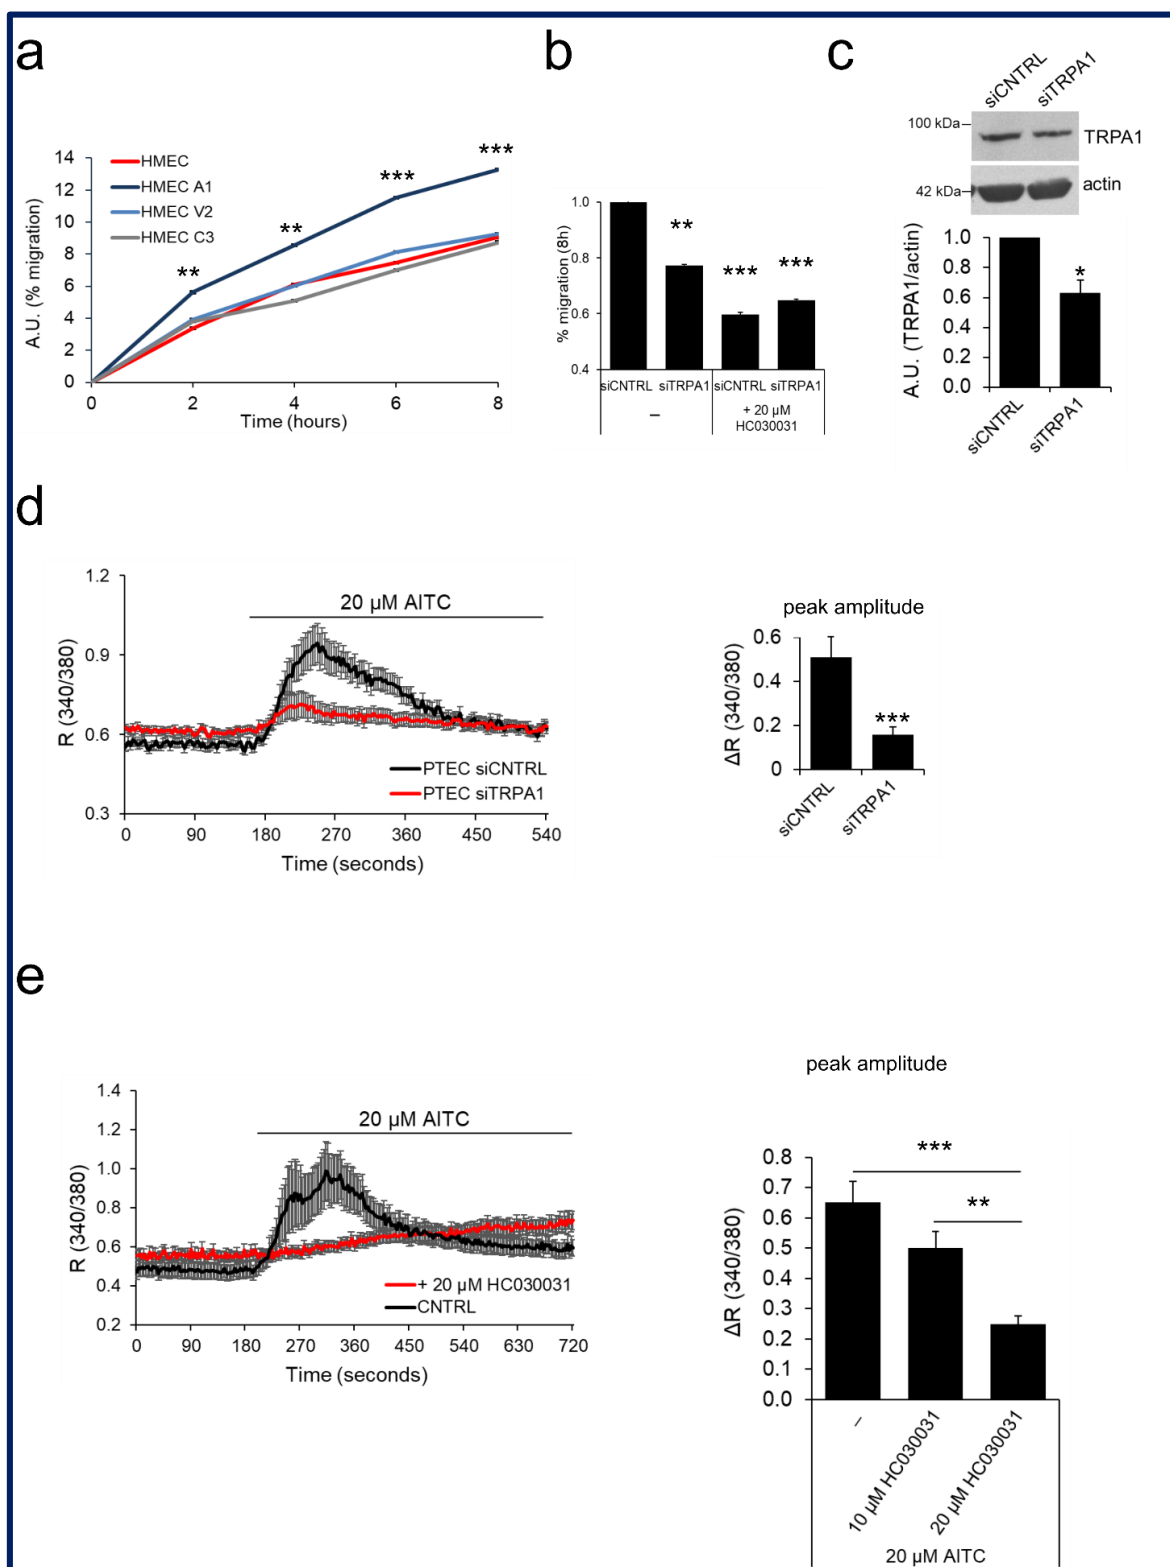 a
A.U. (% migration)
14
12
10
8
6
4
2
0
HMEC
HMEC A1
HMEC V2
HMEC C3
**
**
***
***
0 2 4 6 8
Time (hours)
b
% migration (8h)
1.0
0.8
0.6
0.4
**
***
***
siCNTRL siTRPA1 siCNTRL siTRPA1
– + 20 µM
HC030031
c
siCNTRL siTRPA1
100 kDa
TRPA1
42 kDa
actin
A.U. (TRPA1/actin)
1.0
0.8
0.6
0.4
0.2
0.0
*
siCNTRL siTRPA1
d
R (340/380)
1.2
0.9
0.6
0.3
20 µM AITC
PTEC siCNTRL
PTEC siTRPA1
0 90 180 270 360 450 540
Time (seconds)
peak amplitude
ΔR (340/380)
0.6
0.4
0.2
0
***
siCNTRL siTRPA1
e
R (340/380)
1.4
1.2
1.0
0.8
0.6
0.4
0.2
20 µM AITC
+ 20 µM HC030031
CNTRL
0 90 180 270 360 450 540 630 720
Time (seconds)
peak amplitude
ΔR (340/380)
0.8
0.7
0.6
0.5
0.4
0.3
0.2
0.1
0.0
***
**
–
10 µM HC030031
20 µM HC030031
20 µM AITC